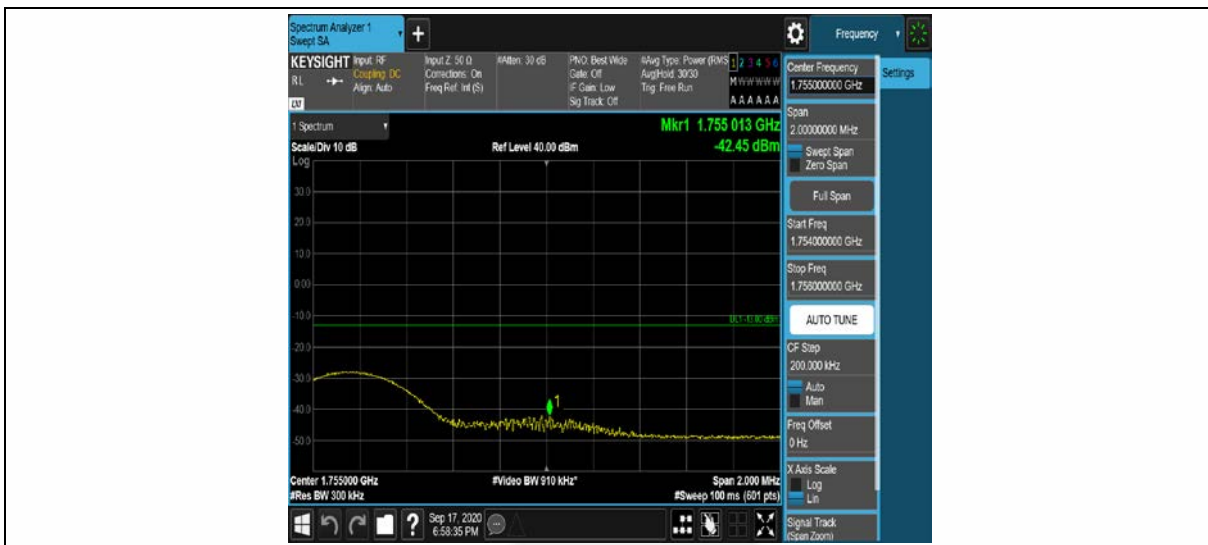 Spectrum Analyzer 1
Swept SA
+
Frequency
KEYSIGHT
Input: RF
Coupling: DC
Align: Auto
Input Z: 50 Ω
Corrections: On
Freq Ref: Int (S)
#Atten: 30 dB
PNO: Best Wide
Gate: Off
IF Gain: Low
Sig Track: Off
#Avg Type: Power (RMS
Avg|Hold: 30/30
Trig: Free Run
1 2 3 4 5 6
M W W W W W
A A A A A A
RL
LXI
Center Frequency
1.755000000 GHz
Settings
Span
2.00000000 MHz
Swept Span
Zero Span
Full Span
Start Freq
1.754000000 GHz
Stop Freq
1.756000000 GHz
AUTO TUNE
CF Step
200.000 kHz
Auto
Man
Freq Offset
0 Hz
X Axis Scale
Log
Lin
Signal Track
(Span Zoom)
1 Spectrum
Mkr1 1.755 013 GHz
-42.45 dBm
Scale/Div 10 dB
Ref Level 40.00 dBm
Log
30.0
20.0
10.0
0.00
-10.0
DL1 -13.00 dBm
-20.0
-30.0
-40.0
1
-50.0
Center 1.755000 GHz
#Video BW 910 kHz*
Span 2.000 MHz
#Res BW 300 kHz
#Sweep 100 ms (601 pts)
?
Sep 17, 2020
6:58:35 PM